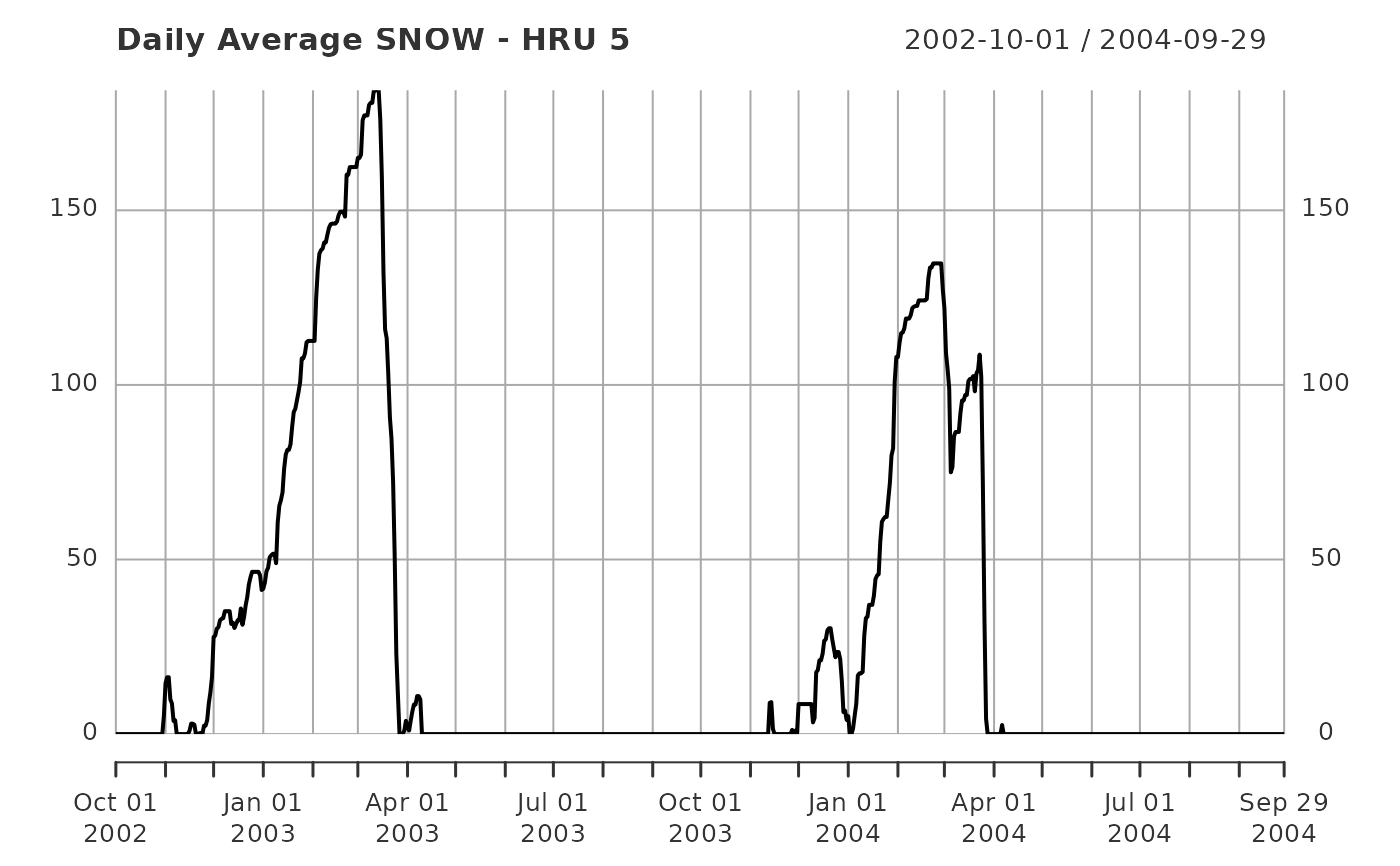 Daily Average SNOW - HRU 5 2002-10-01 / 2004-09-29
150 150
100 100
50 50
0 0
Oct 01 Jan 01 Apr 01 Jul 01 Oct 01 Jan 01 Apr 01 Jul 01 Sep 29
2002 2003 2003 2003 2003 2004 2004 2004 2004